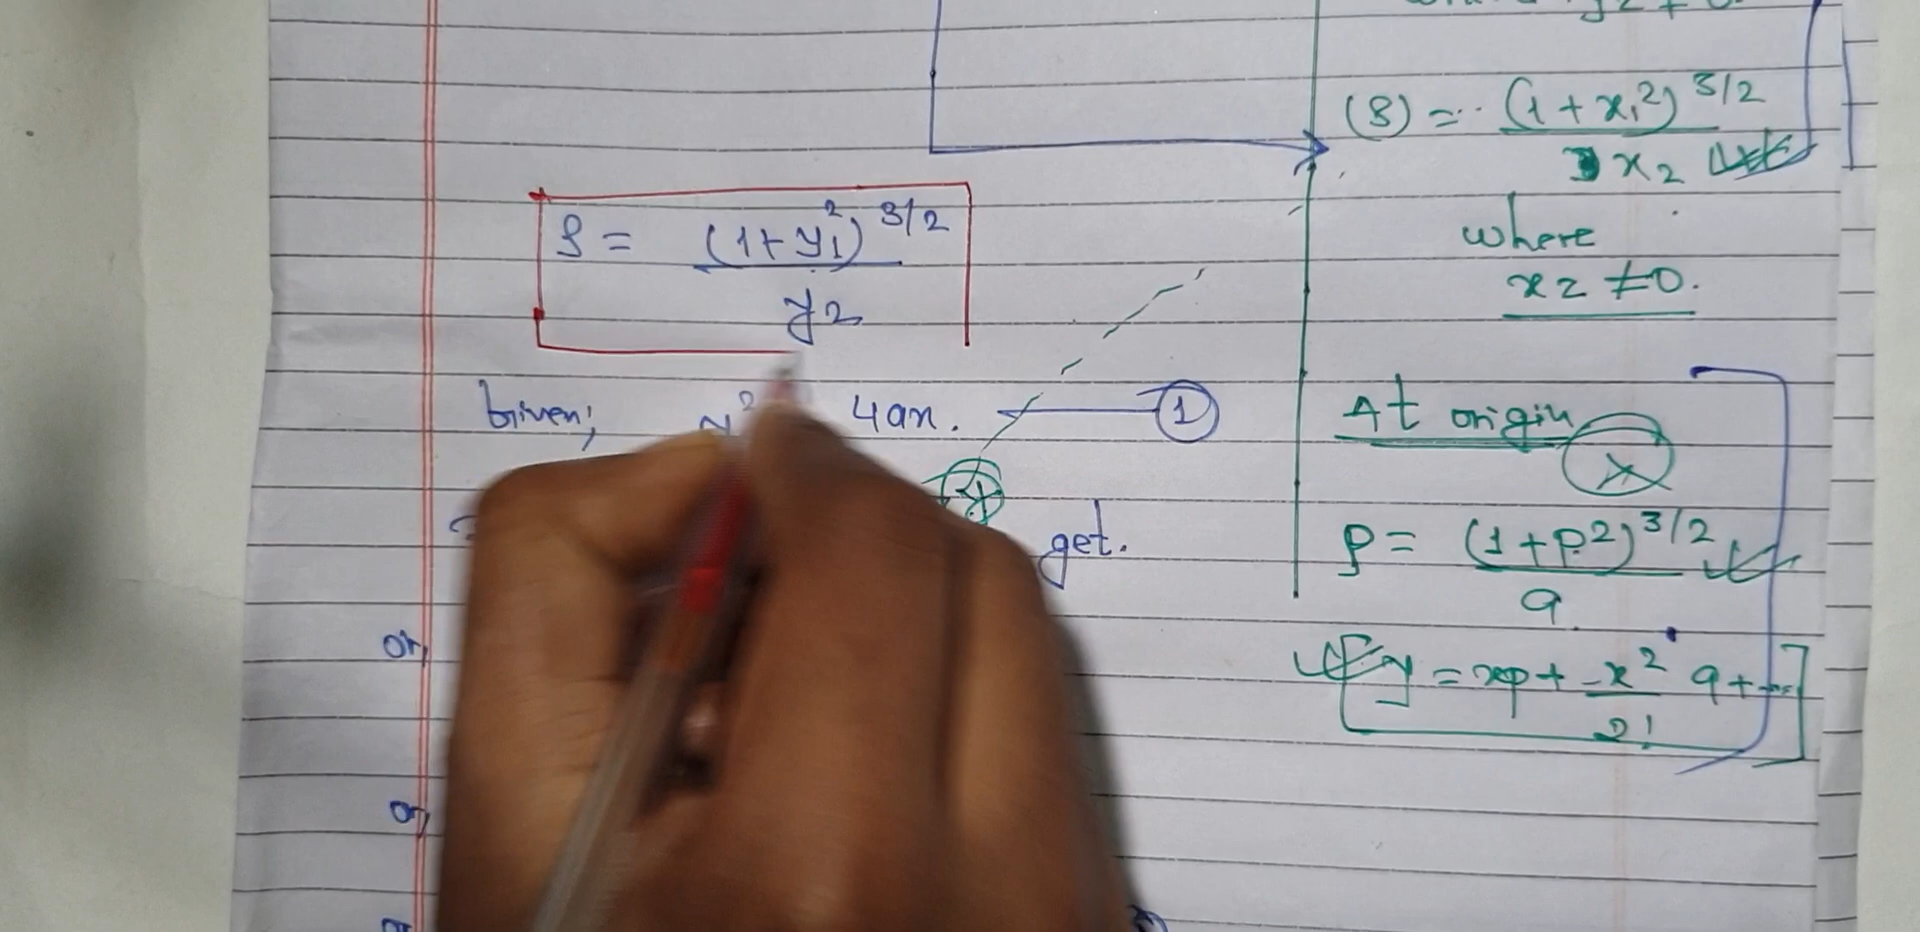 ρ = (1+y₁²)^3/2 / y₂
Given; y² 4ax. ①
get.
or,
or,
(ρ) = (1+x₁²)^3/2 / x₂
where
x₂ ≠0.
At origin
ρ = (1+p²)^3/2 / q.
y = xp + x²/2! q + ...